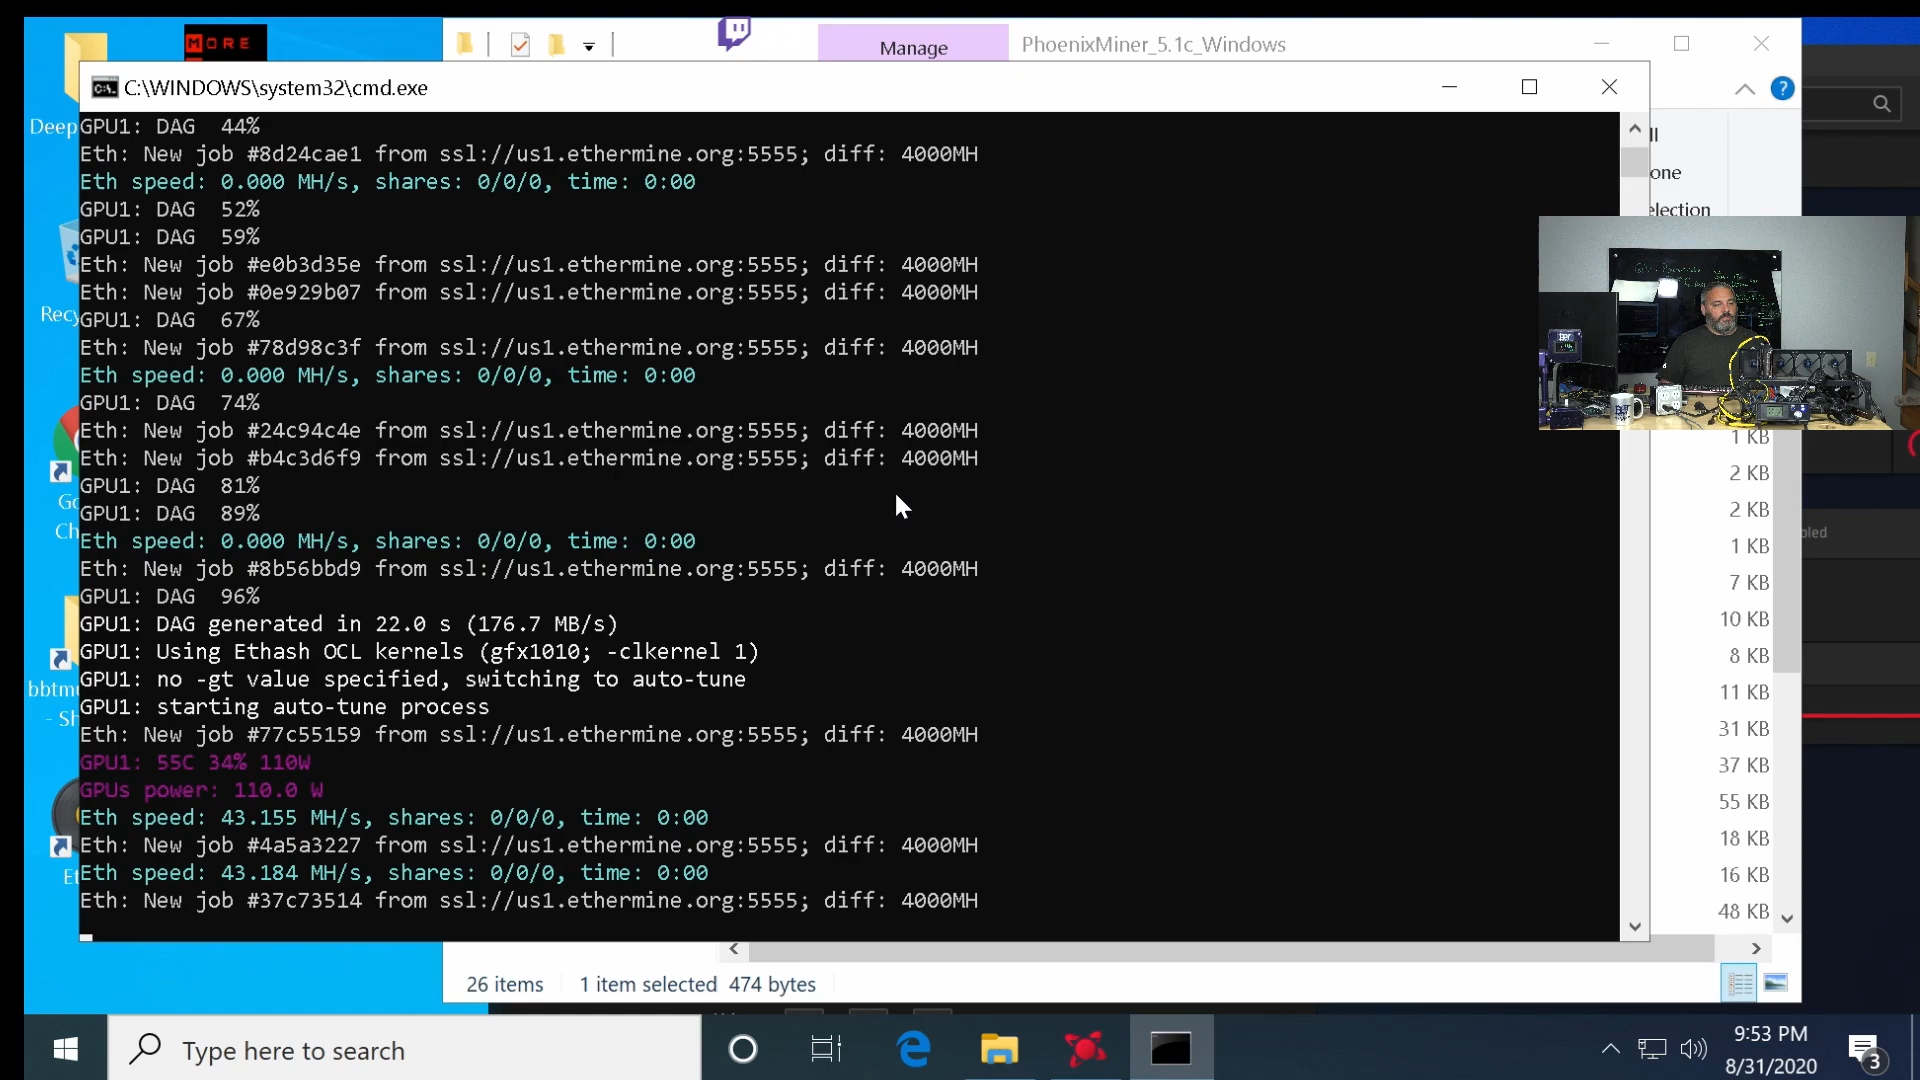 MORE
Manage
PhoenixMiner_5.1c_Windows
C:\WINDOWS\system32\cmd.exe
GPU1: DAG  44%
Eth: New job #8d24cae1 from ssl://us1.ethermine.org:5555; diff: 4000MH
Eth speed: 0.000 MH/s, shares: 0/0/0, time: 0:00
GPU1: DAG  52%
GPU1: DAG  59%
Eth: New job #e0b3d35e from ssl://us1.ethermine.org:5555; diff: 4000MH
Eth: New job #0e929b07 from ssl://us1.ethermine.org:5555; diff: 4000MH
GPU1: DAG  67%
Eth: New job #78d98c3f from ssl://us1.ethermine.org:5555; diff: 4000MH
Eth speed: 0.000 MH/s, shares: 0/0/0, time: 0:00
GPU1: DAG  74%
Eth: New job #24c94c4e from ssl://us1.ethermine.org:5555; diff: 4000MH
Eth: New job #b4c3d6f9 from ssl://us1.ethermine.org:5555; diff: 4000MH
GPU1: DAG  81%
GPU1: DAG  89%
Eth speed: 0.000 MH/s, shares: 0/0/0, time: 0:00
Eth: New job #8b56bbd9 from ssl://us1.ethermine.org:5555; diff: 4000MH
GPU1: DAG  96%
GPU1: DAG generated in 22.0 s (176.7 MB/s)
GPU1: Using Ethash OCL kernels (gfx1010; -clkernel 1)
GPU1: no -gt value specified, switching to auto-tune
GPU1: starting auto-tune process
Eth: New job #77c55159 from ssl://us1.ethermine.org:5555; diff: 4000MH
GPU1: 55C 34% 110W
GPUs power: 110.0 W
Eth speed: 43.155 MH/s, shares: 0/0/0, time: 0:00
Eth: New job #4a5a3227 from ssl://us1.ethermine.org:5555; diff: 4000MH
Eth speed: 43.184 MH/s, shares: 0/0/0, time: 0:00
Eth: New job #37c73514 from ssl://us1.ethermine.org:5555; diff: 4000MH
Deep
Recy
Go
Ch
bbtm
- Sh
Et
ll
one
election
1 KB
2 KB
2 KB
1 KB
7 KB
10 KB
8 KB
11 KB
31 KB
37 KB
55 KB
18 KB
16 KB
48 KB
bled
26 items
1 item selected  474 bytes
Type here to search
9:53 PM
8/31/2020
3